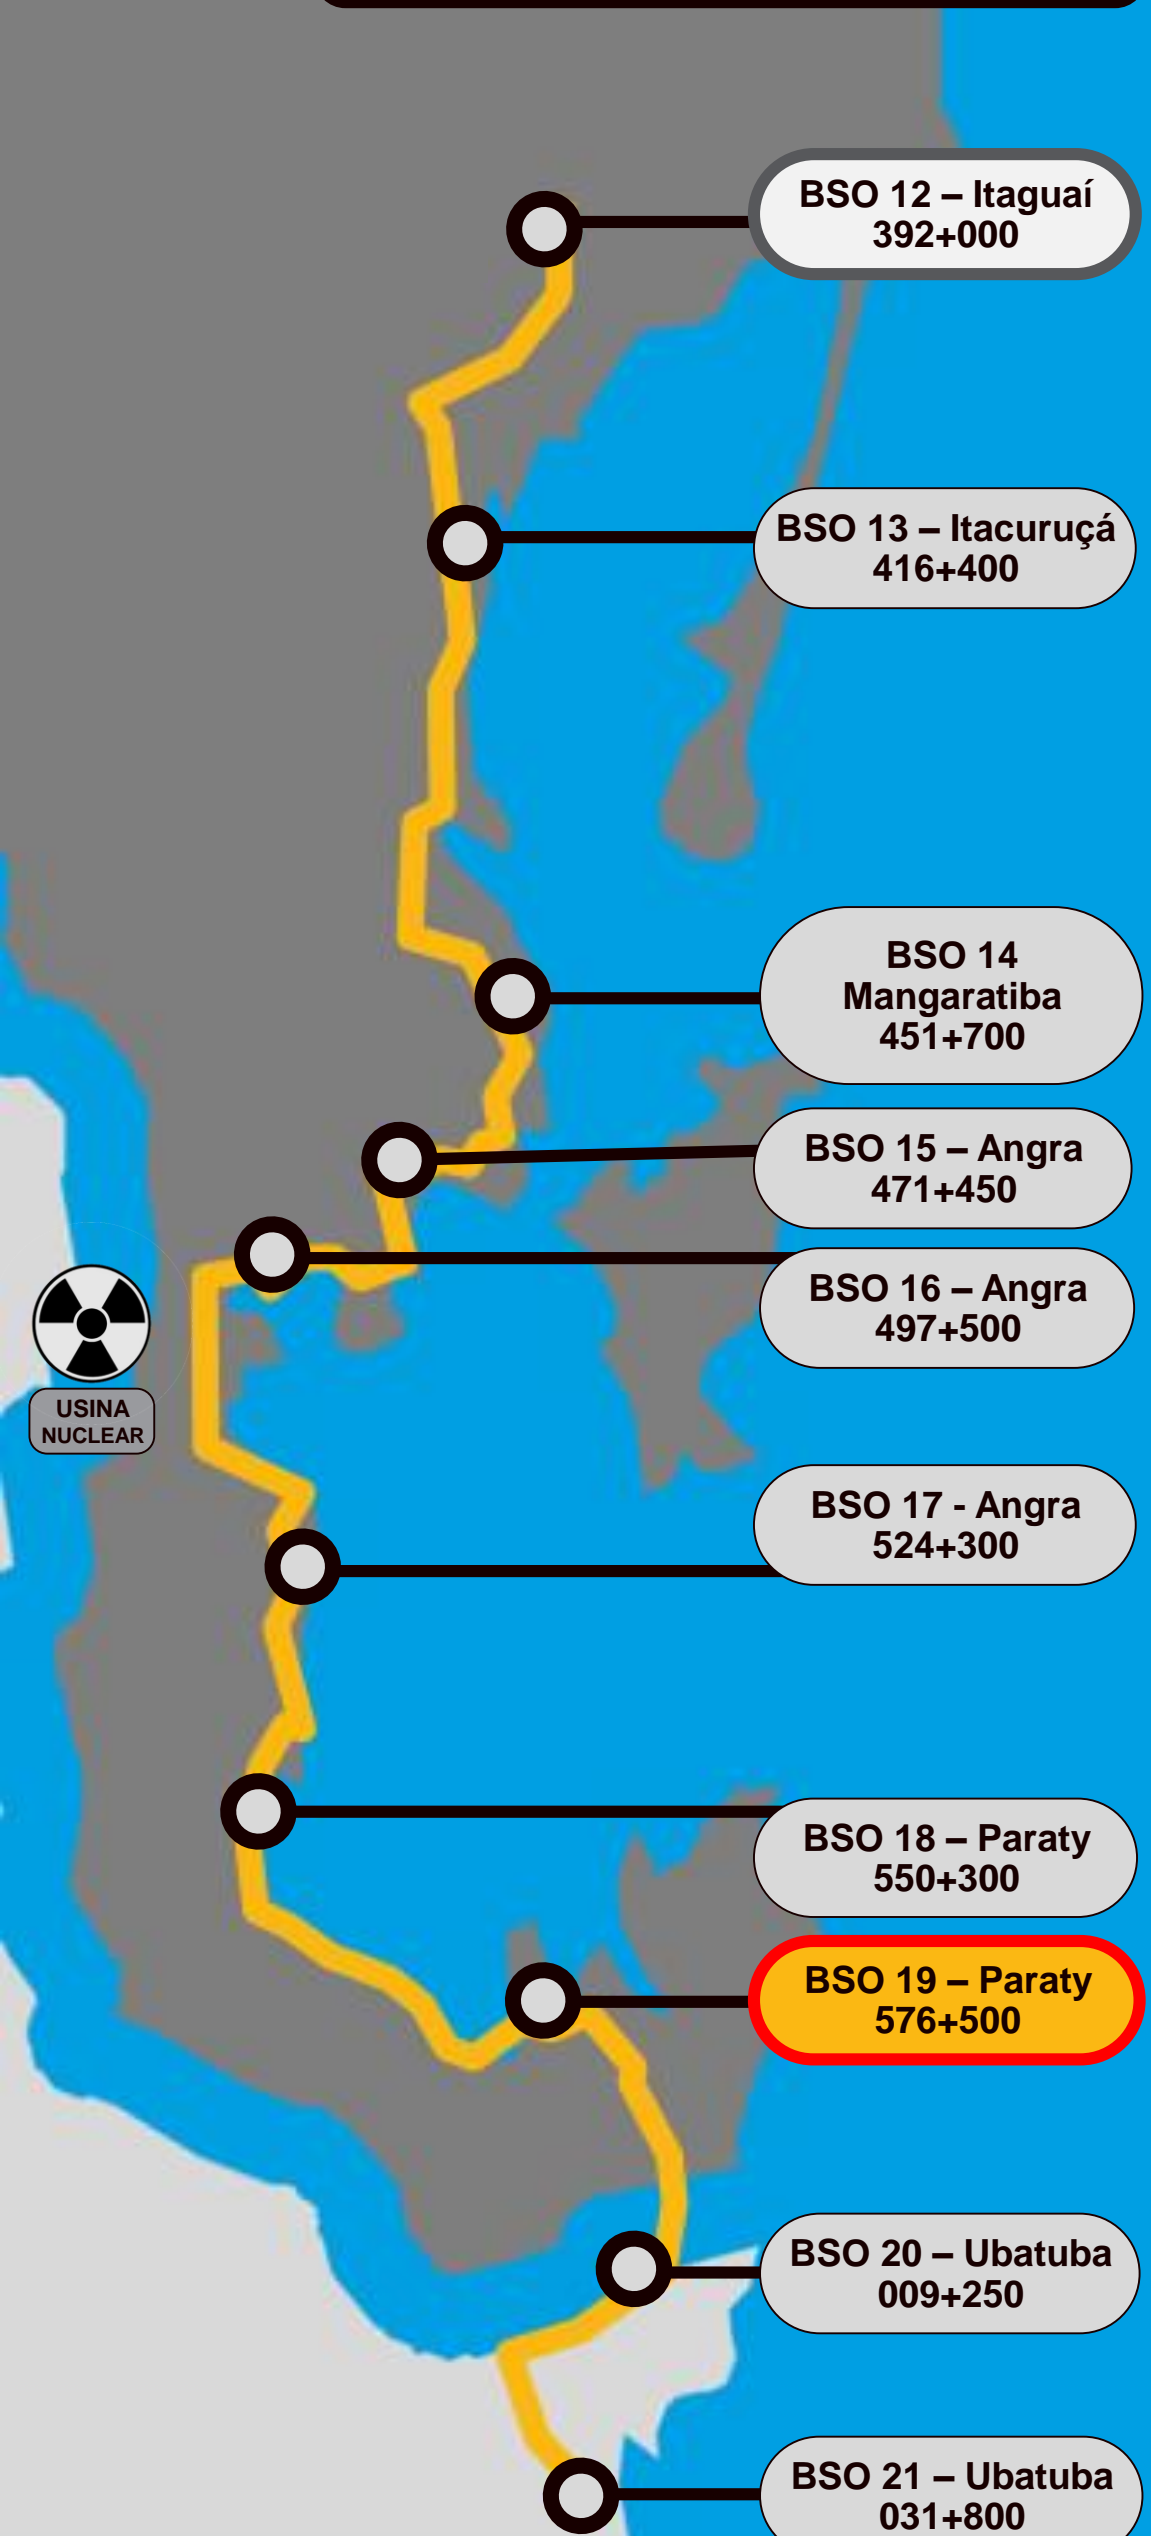 BSO 12 – Itaguaí
392+000
BSO 13 – Itacuruçá
416+400
BSO 14
Mangaratiba
451+700
BSO 15 – Angra
471+450
BSO 16 – Angra
497+500
USINA
NUCLEAR
BSO 17 - Angra
524+300
BSO 18 – Paraty
550+300
BSO 19 – Paraty
576+500
BSO 20 – Ubatuba
009+250
BSO 21 – Ubatuba
031+800